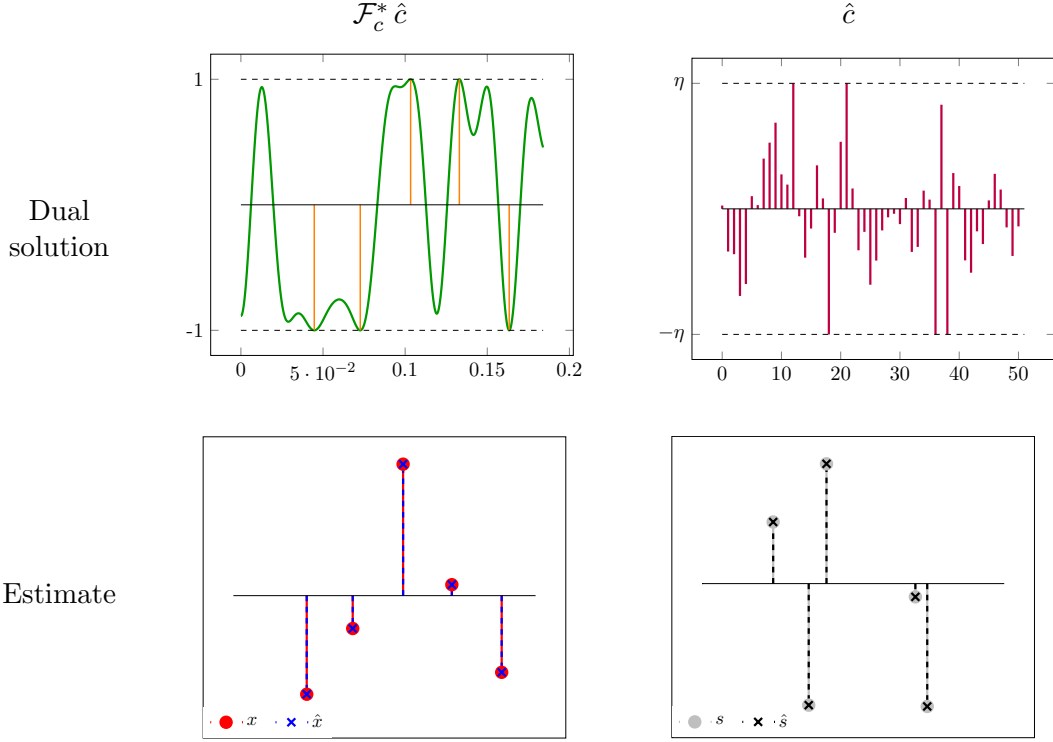 ℱ_c^* ĉ
ĉ
Dual
solution
1
-1
0
5 · 10^{-2}
0.1
0.15
0.2
η
−η
0
10
20
30
40
50
Estimate
x
x̂
s
ŝ